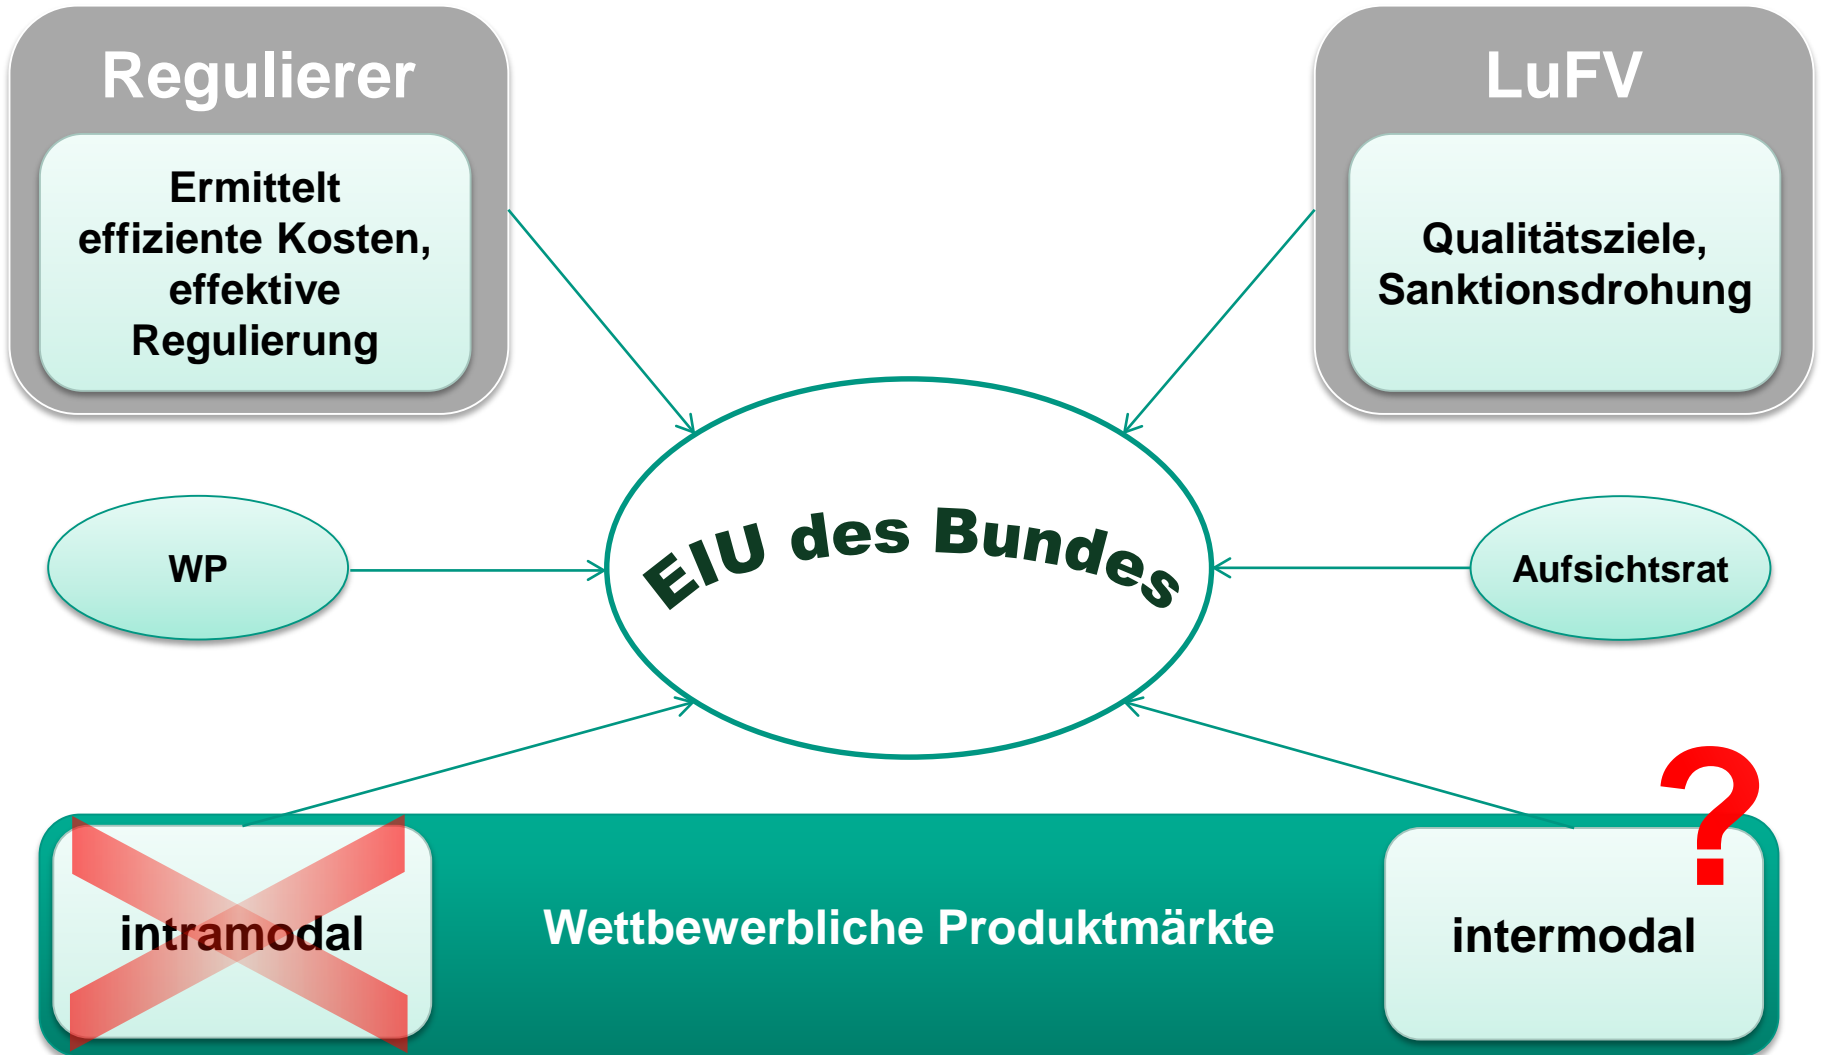 Regulierer
Ermittelt
effiziente Kosten,
effektive
Regulierung
LuFV
Qualitätsziele,
Sanktionsdrohung
WP
EIU des Bundes
Aufsichtsrat
intramodal
Wettbewerbliche Produktmärkte
?
intermodal